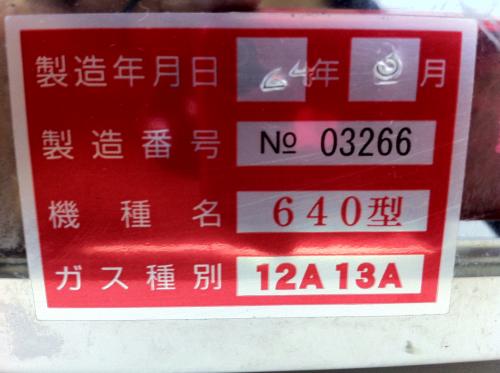 製造年月日 年 月
製造番号 № 03266
機種名 640型
ガス種別 12A 13A